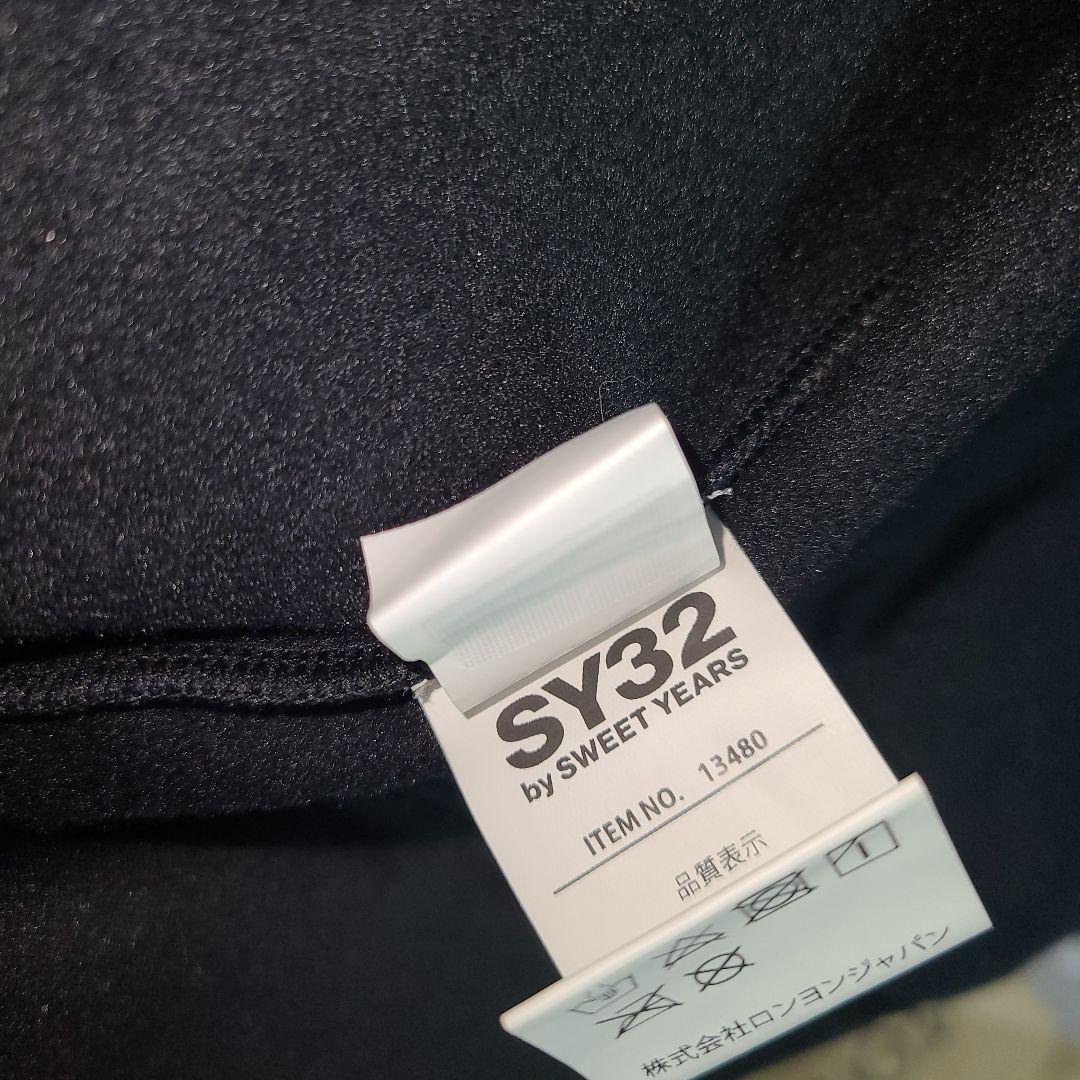 SY32
by SWEET YEARS
ITEM NO. 13480
品質表示
株式会社ロンヨンジャパン